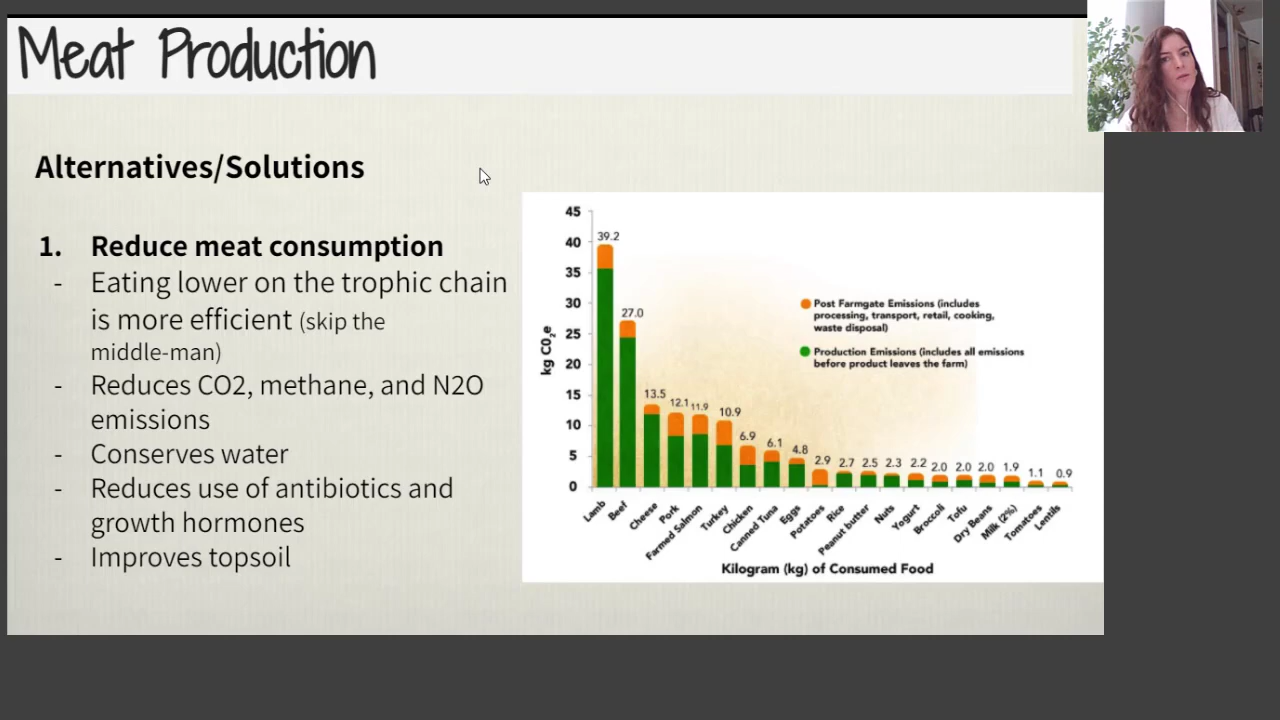 Meat Production
Alternatives/Solutions
1. Reduce meat consumption
- Eating lower on the trophic chain
is more efficient (skip the
middle-man)
- Reduces CO2, methane, and N2O
emissions
- Conserves water
- Reduces use of antibiotics and
growth hormones
- Improves topsoil
kg CO2e
45
40
35
30
25
20
15
10
5
0
39.2
27.0
13.5
12.1
11.9
10.9
6.9
6.1
4.8
2.9
2.7
2.5
2.3
2.2
2.0
2.0
2.0
1.9
1.1
0.9
Post Farmgate Emissions (includes
processing, transport, retail, cooking,
waste disposal)
Production Emissions (includes all emissions
before product leaves the farm)
Lamb
Beef
Cheese
Pork
Farmed Salmon
Turkey
Chicken
Canned Tuna
Eggs
Potatoes
Rice
Peanut butter
Nuts
Yogurt
Broccoli
Tofu
Dry Beans
Milk (2%)
Tomatoes
Lentils
Kilogram (kg) of Consumed Food